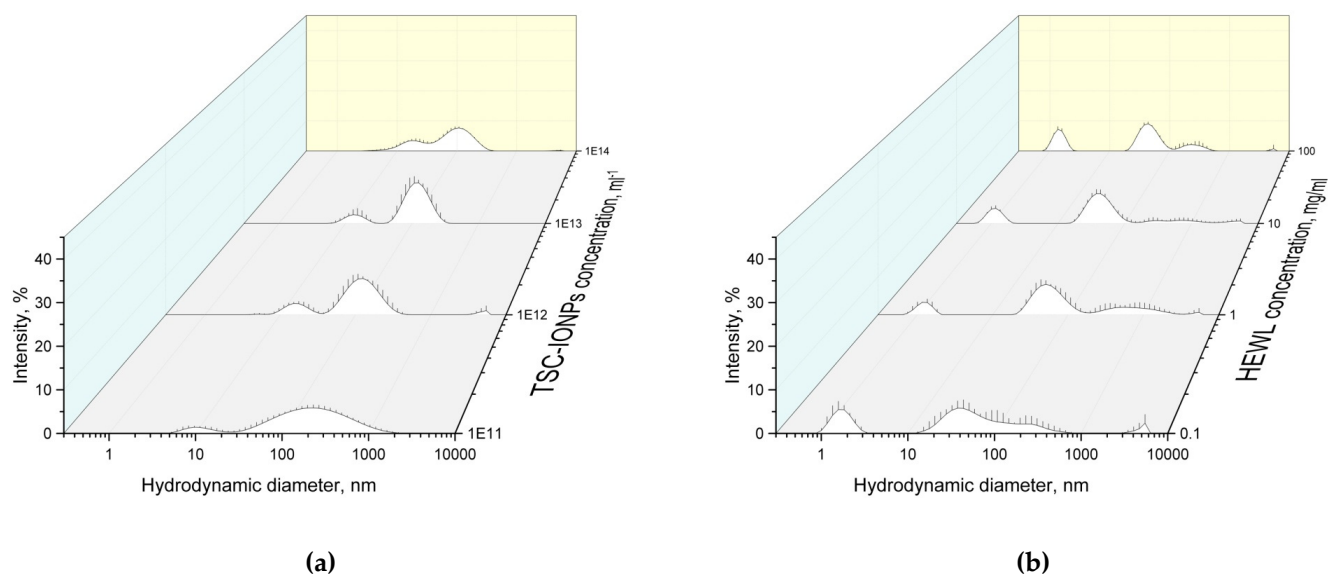 1E14
1E13
1E12
1E11
TSC-IONPs concentration, ml-1
40
30
20
10
0
Intensity, %
1
10
100
1000
10000
Hydrodynamic diameter, nm
(a)
100
10
1
0.1
HEWL concentration, mg/ml
40
30
20
10
0
Intensity, %
1
10
100
1000
10000
Hydrodynamic diameter, nm
(b)